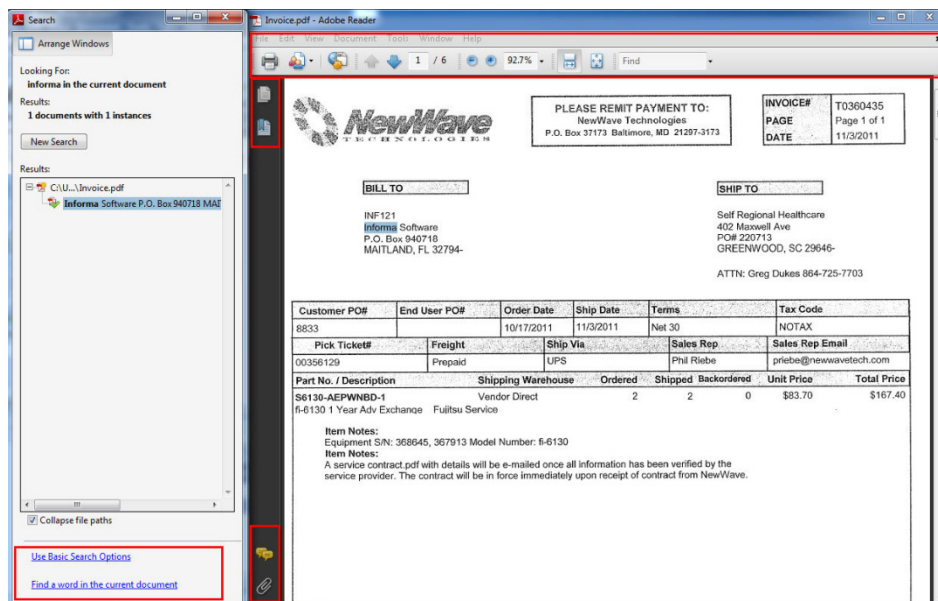 Search
Arrange Windows
Looking For:
informa in the current document
Results:
1 documents with 1 instances
New Search
Results:
C:\U...\Invoice.pdf
Informa Software P.O. Box 940718 MAIT
Collapse file paths
Use Basic Search Options
Find a word in the current document
Invoice.pdf - Adobe Reader
File Edit View Document Tools Window Help
1 / 6 92.7% Find
NewWave
TECHNOLOGIES
PLEASE REMIT PAYMENT TO:
NewWave Technologies
P.O. Box 37173 Baltimore, MD 21297-3173
INVOICE# T0360435
PAGE Page 1 of 1
DATE 11/3/2011
BILL TO
INF121
Informa Software
P.O. Box 940718
MAITLAND, FL 32794-
SHIP TO
Self Regional Healthcare
402 Maxwell Ave
PO# 220713
GREENWOOD, SC 29646-
ATTN: Greg Dukes 864-725-7703
Customer PO# End User PO# Order Date Ship Date Terms Tax Code
8833 10/17/2011 11/3/2011 Net 30 NOTAX
Pick Ticket# Freight Ship Via Sales Rep Sales Rep Email
00356129 Prepaid UPS Phil Riebe priebe@newwavetech.com
Part No. / Description Shipping Warehouse Ordered Shipped Backordered Unit Price Total Price
S6130-AEPWNBD-1 Vendor Direct 2 2 0 $83.70 $167.40
fi-6130 1 Year Adv Exchange Fujitsu Service
Item Notes:
Equipment S/N: 368645, 367913 Model Number: fi-6130
Item Notes:
A service contract.pdf with details will be e-mailed once all information has been verified by the
service provider. The contract will be in force immediately upon receipt of contract from NewWave.